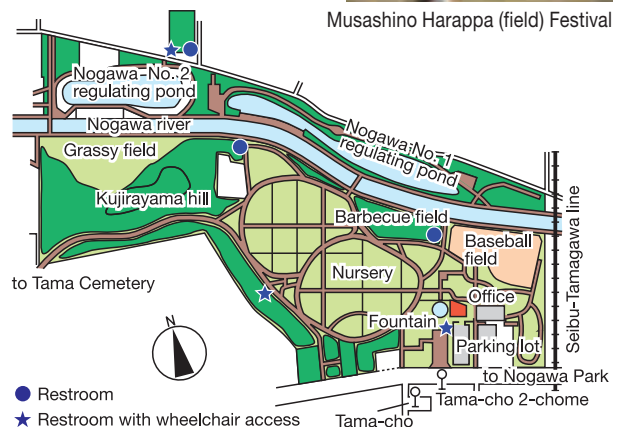 Musashino Harappa (field) Festival
Nogawa No. 2
regulating pond
Nogawa river
Nogawa No. 1
regulating pond
Grassy field
Kujirayama hill
Barbecue field
Baseball
field
Seibu-Tamagawa line
to Tama Cemetery
Nursery
Office
Fountain
Parking lot
N
to Nogawa Park
Restroom
Tama-cho 2-chome
Restroom with wheelchair access
Tama-cho